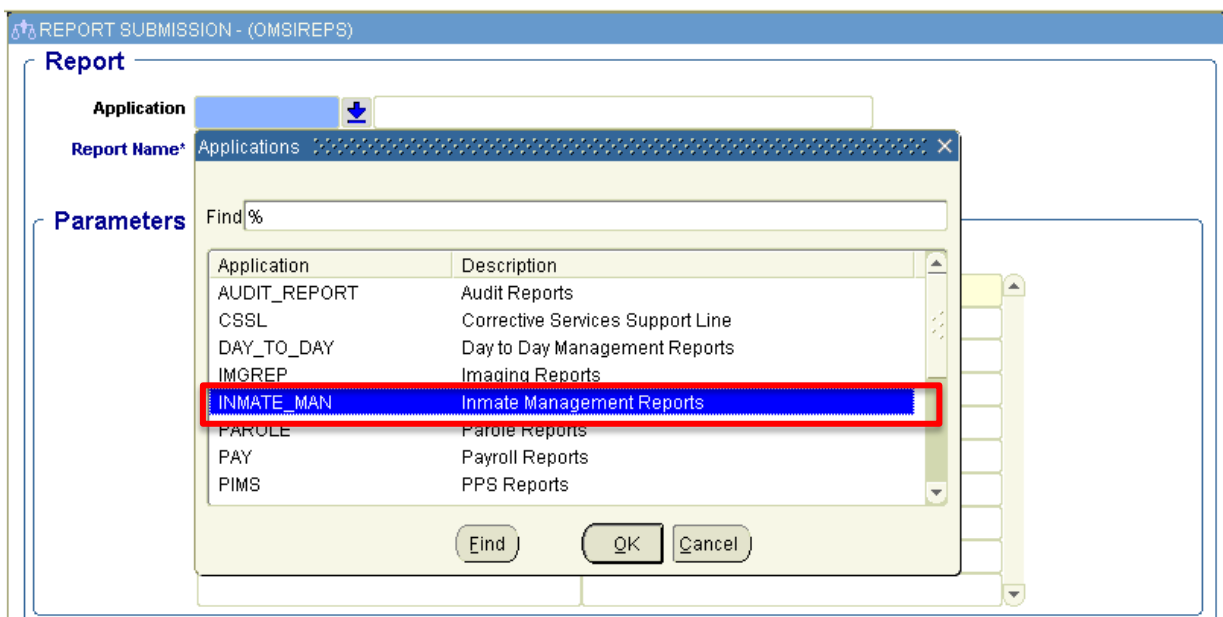 REPORT SUBMISSION - (OMSIREPS)
Report
Application
Report Name*
Applications
Find %
Parameters
Application Description
AUDIT_REPORT Audit Reports
CSSL Corrective Services Support Line
DAY_TO_DAY Day to Day Management Reports
IMGREP Imaging Reports
INMATE_MAN Inmate Management Reports
PAROLE Parole Reports
PAY Payroll Reports
PIMS PPS Reports
Find OK Cancel